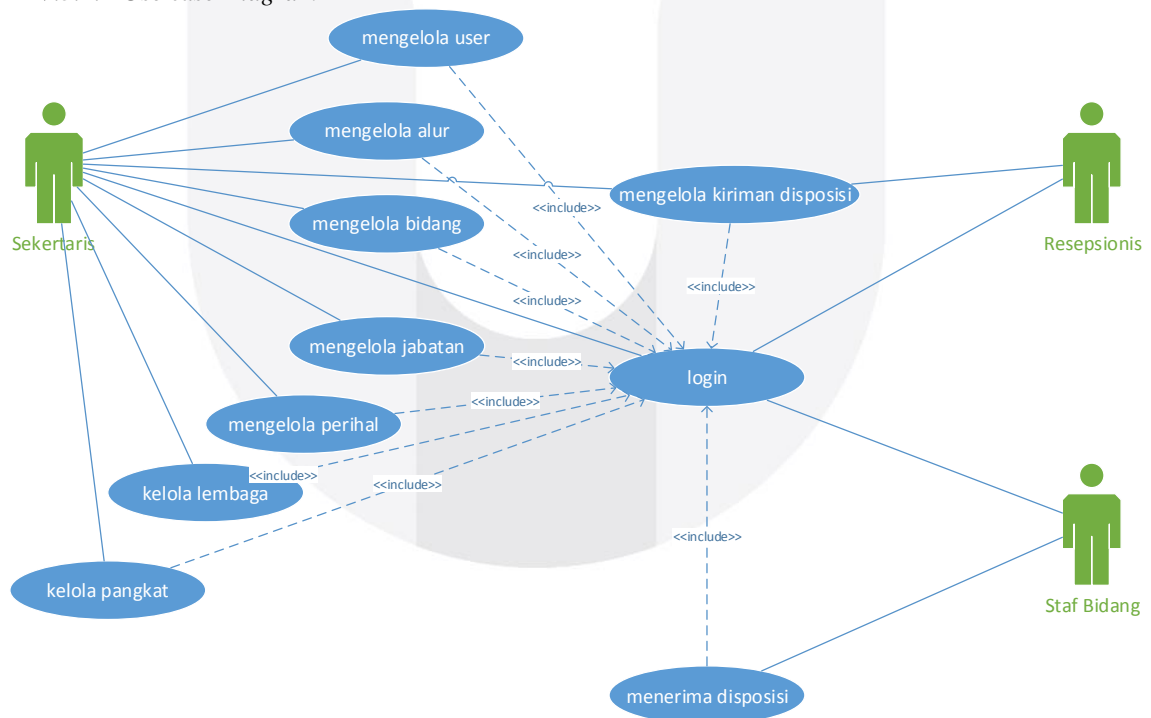 mengelola user
mengelola alur
mengelola kiriman disposisi
<<include>>
mengelola bidang
Sekertaris
Resepsionis
<<include>>
<<include>>
<<include>>
mengelola jabatan
<<include>>
login
<<include>>
mengelola perihal
<<include>>
<<include>>
kelola lembaga
<<include>>
kelola pangkat
Staf Bidang
menerima disposisi